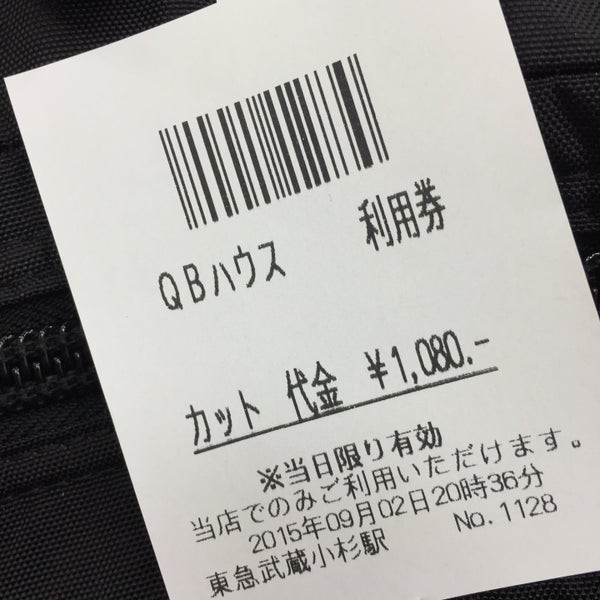 QBハウス 利用券
カット 代金 ¥1,080.-
※当日限り有効
当店でのみご利用いただけます。
2015年09月02日20時36分
東急武蔵小杉駅 No.1128